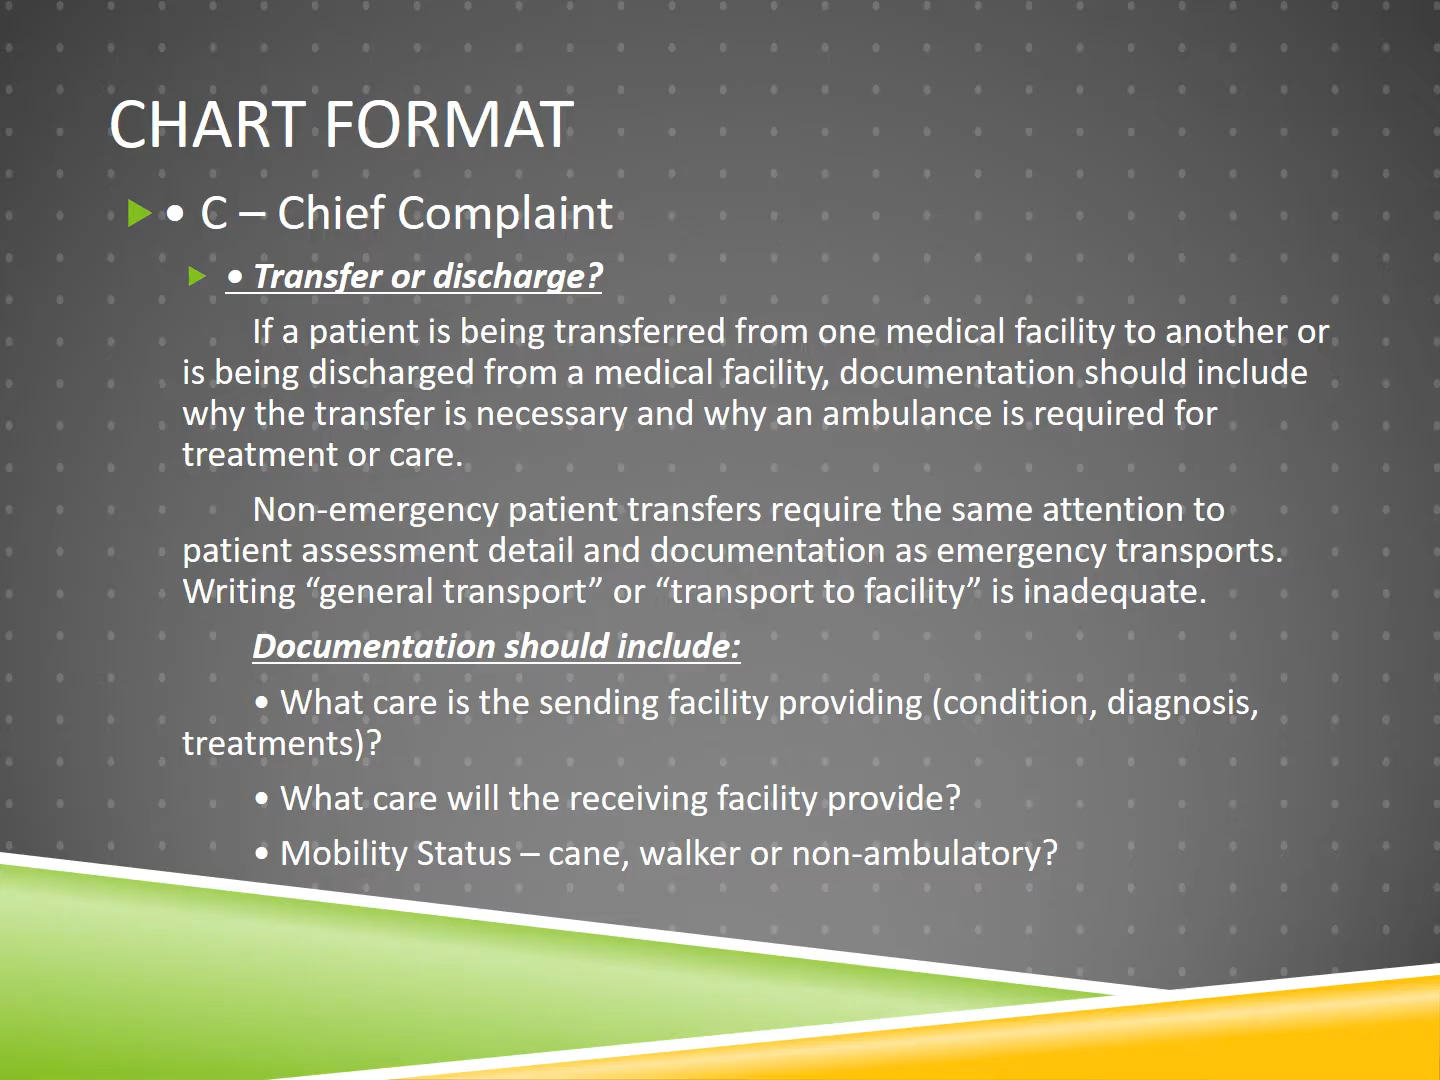 CHART FORMAT
• C – Chief Complaint
• Transfer or discharge?
If a patient is being transferred from one medical facility to another or
is being discharged from a medical facility, documentation should include
why the transfer is necessary and why an ambulance is required for
treatment or care.
Non-emergency patient transfers require the same attention to
patient assessment detail and documentation as emergency transports.
Writing “general transport” or “transport to facility” is inadequate.
Documentation should include:
• What care is the sending facility providing (condition, diagnosis,
treatments)?
• What care will the receiving facility provide?
• Mobility Status – cane, walker or non-ambulatory?